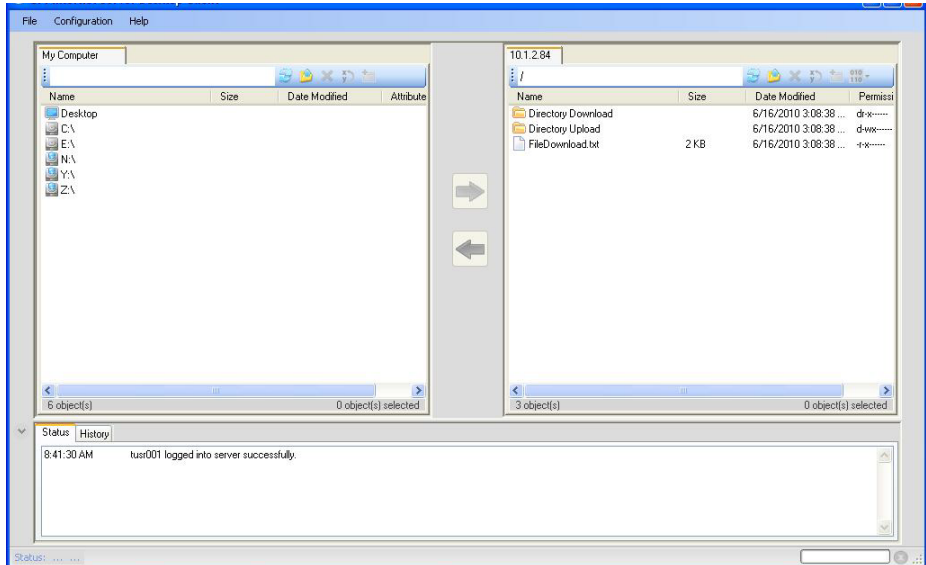 File Configuration Help
My Computer
Name Size Date Modified Attribute
Desktop
C:\
E:\
N:\
Y:\
Z:\
6 object(s) 0 object(s) selected
10.1.2.84
/
Name Size Date Modified Permissi
Directory Download 6/16/2010 3:08:38 ... dr-x------
Directory Upload 6/16/2010 3:08:38 ... d-wx------
FileDownload.txt 2 KB 6/16/2010 3:08:38 ... -r-x------
3 object(s) 0 object(s) selected
Status History
8:41:30 AM tusr001 logged into server successfully.
Status: ... ...